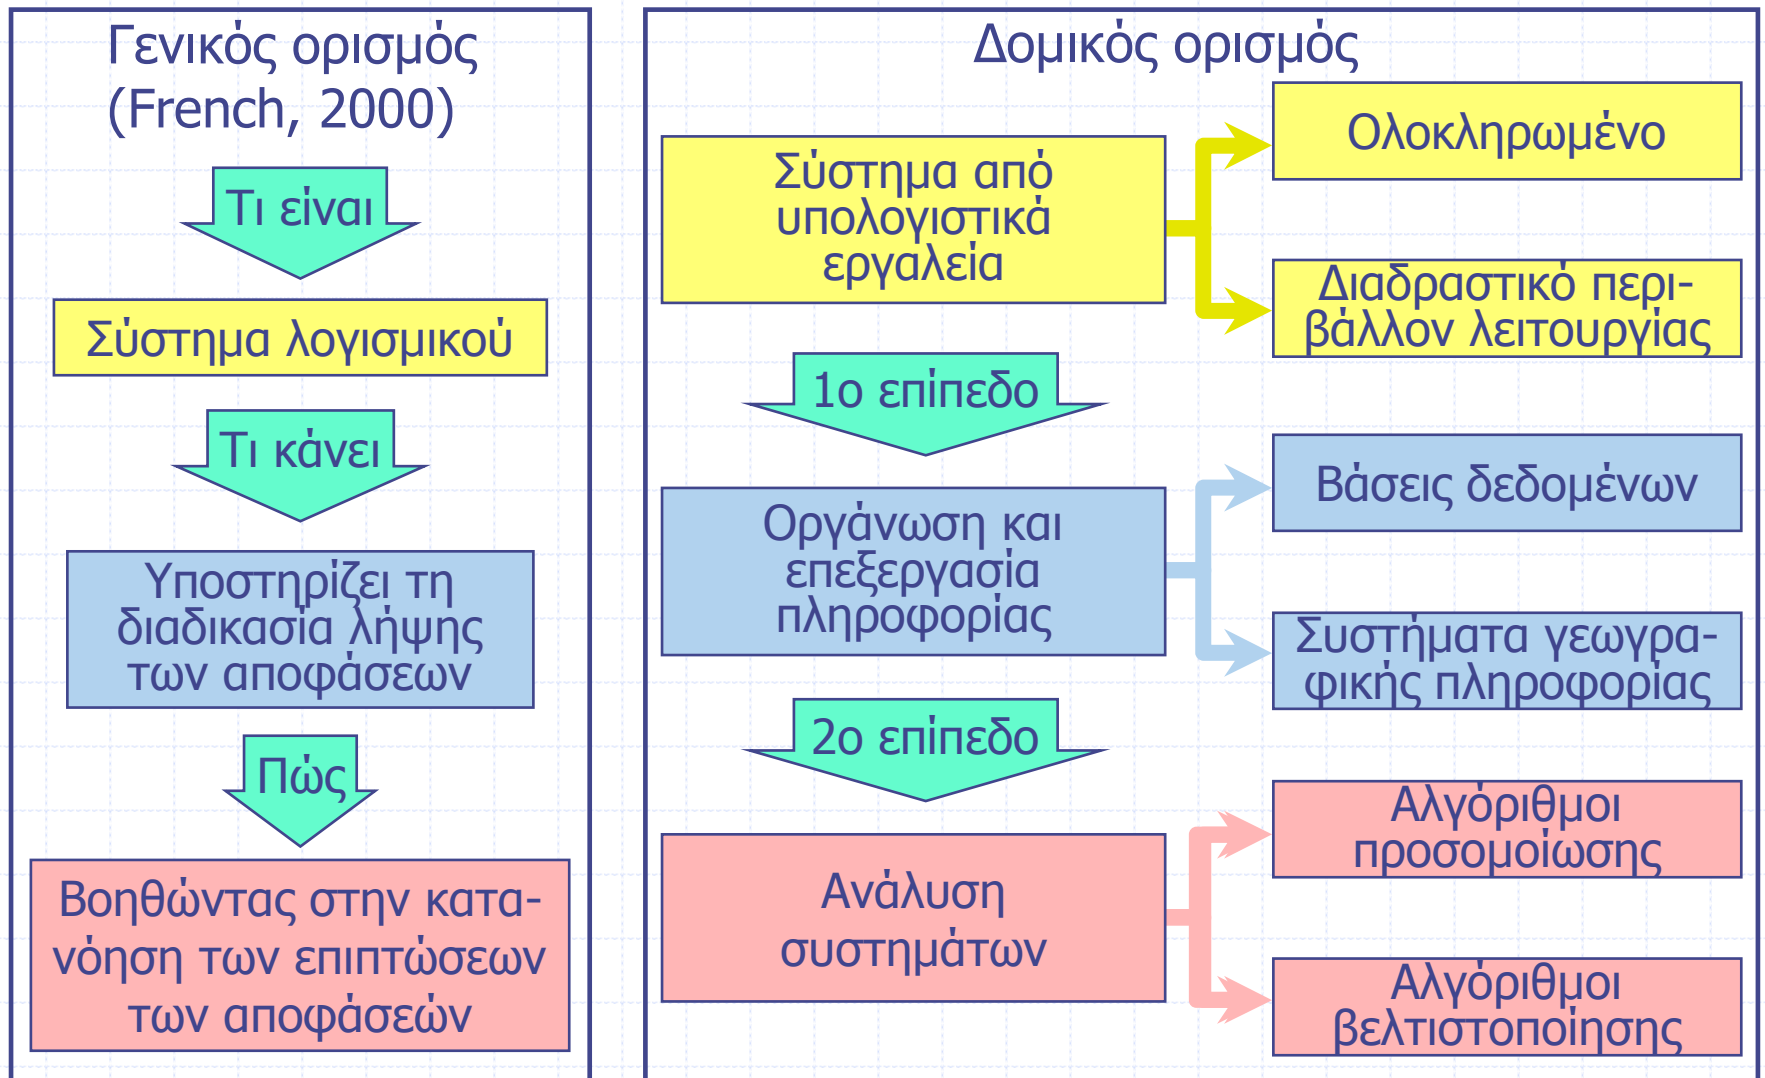 Γενικός ορισμός
(French, 2000)
Τι είναι
Σύστημα λογισμικού
Τι κάνει
Υποστηρίζει τη
διαδικασία λήψης
των αποφάσεων
Πώς
Βοηθώντας στην κατα-
νόηση των επιπτώσεων
των αποφάσεών
Δομικός ορισμός
Σύστημα από
υπολογιστικά
εργαλεία
Ολοκληρωμένο
Διαδραστικό περι-
βάλλον λειτουργίας
1ο επίπεδο
Οργάνωση και
επεξεργασία
πληροφορίας
Βάσεις δεδομένων
Συστήματα γεωγρα-
φικής πληροφορίας
2ο επίπεδο
Ανάλυση
συστημάτων
Αλγόριθμοι
προσομοίωσης
Αλγόριθμοι
βελτιστοποίησης